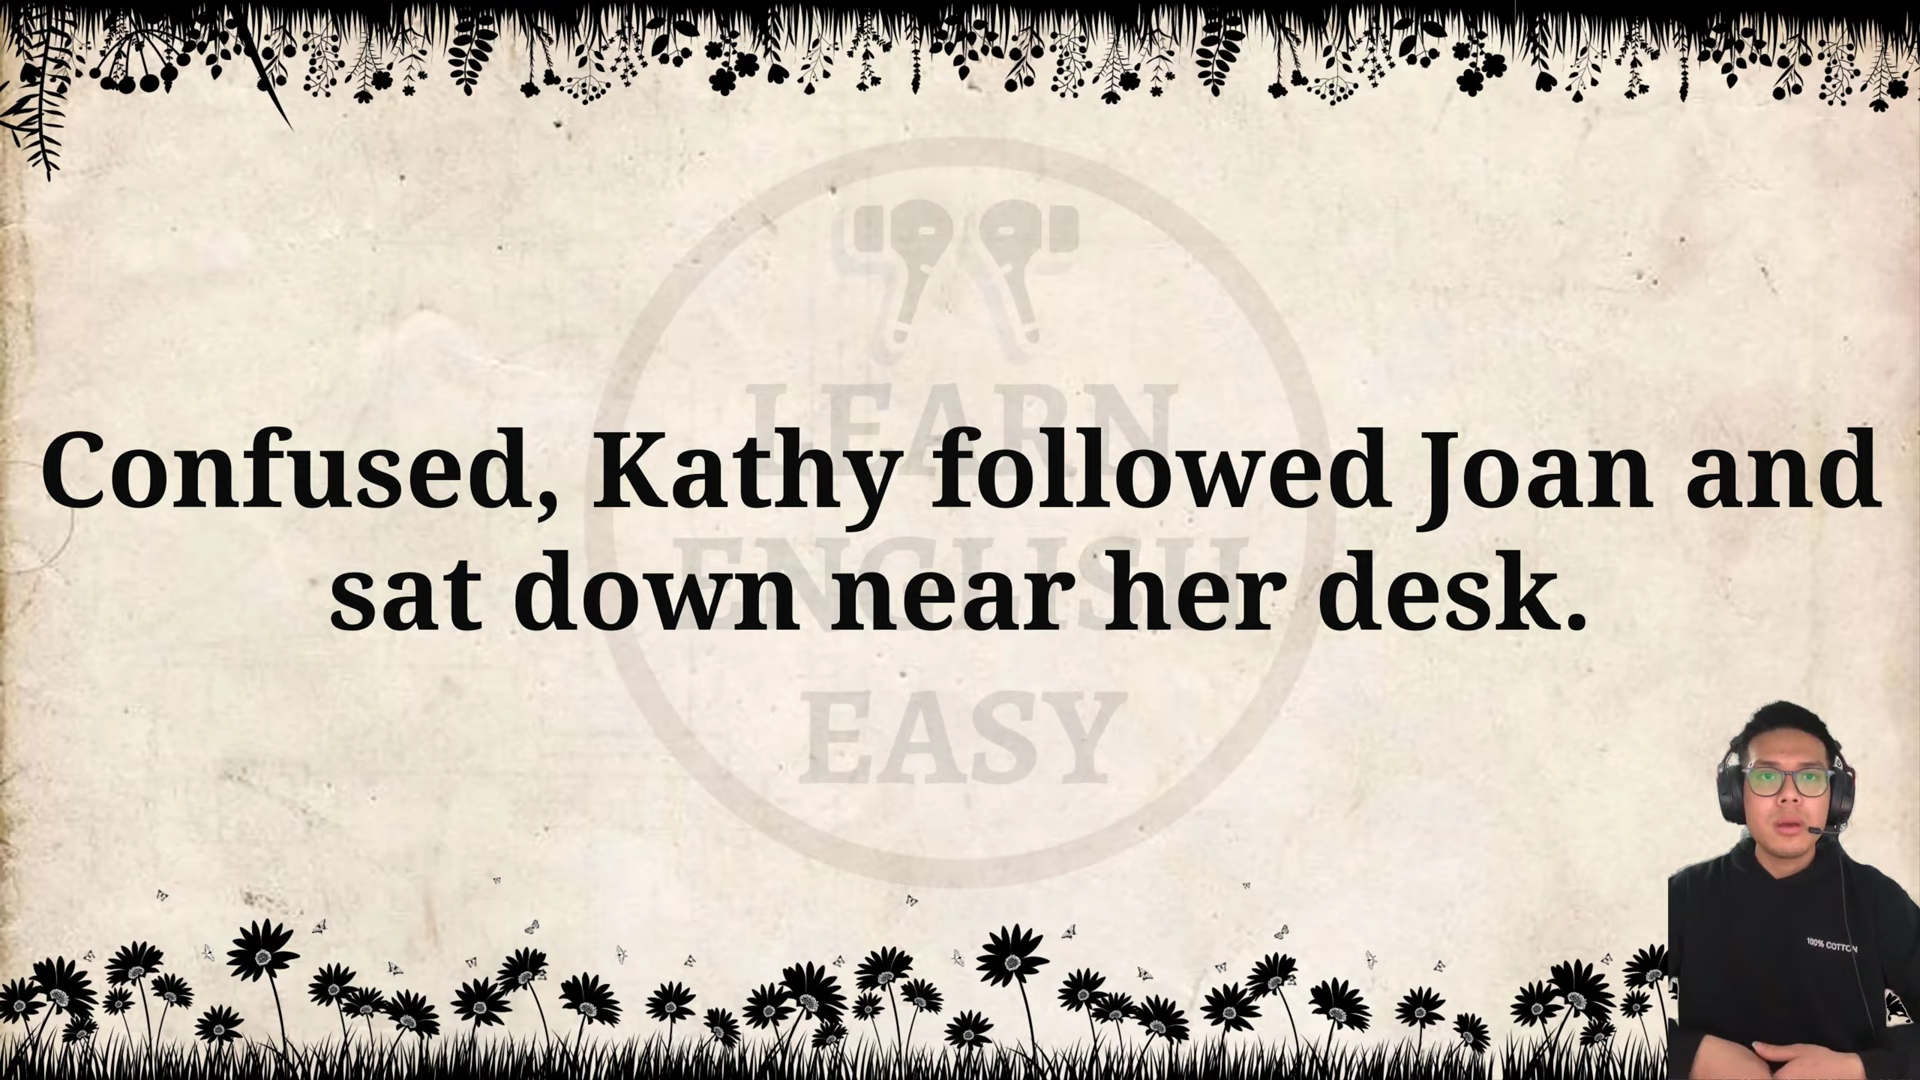 LEARN
Confused, Kathy followed Joan and
ENGLISH
sat down near her desk.
EASY
100% COTTON